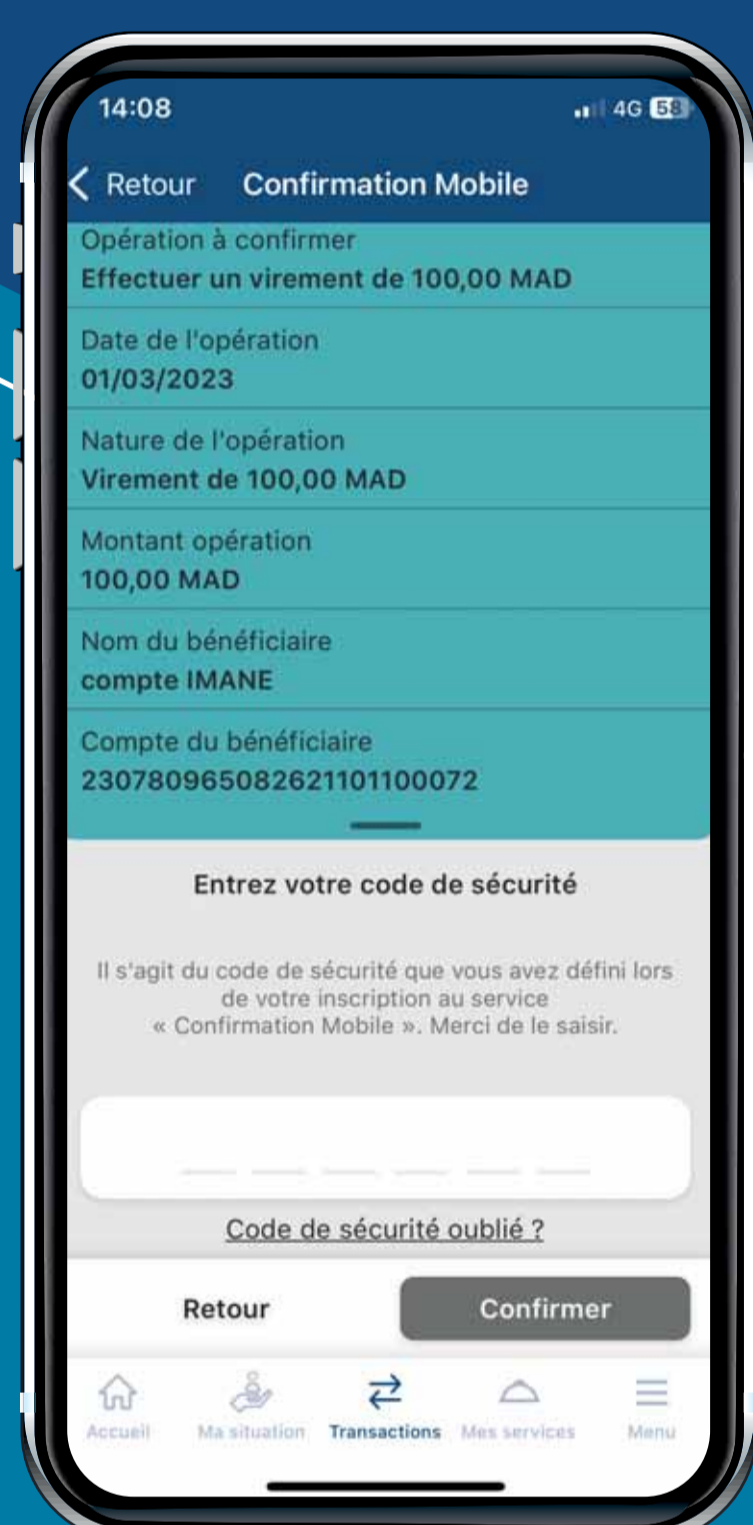 14:08
4G 58
Retour Confirmation Mobile
Opération à confirmer
Effectuer un virement de 100,00 MAD
Date de l'opération
01/03/2023
Nature de l'opération
Virement de 100,00 MAD
Montant opération
100,00 MAD
Nom du bénéficiaire
compte IMANE
Compte du bénéficiaire
230780965082621101100072
Entrez votre code de sécurité
Il s'agit du code de sécurité que vous avez défini lors
de votre inscription au service
« Confirmation Mobile ». Merci de le saisir.
Code de sécurité oublié ?
Retour Confirmer
Accueil Ma situation Transactions Mes services Menu